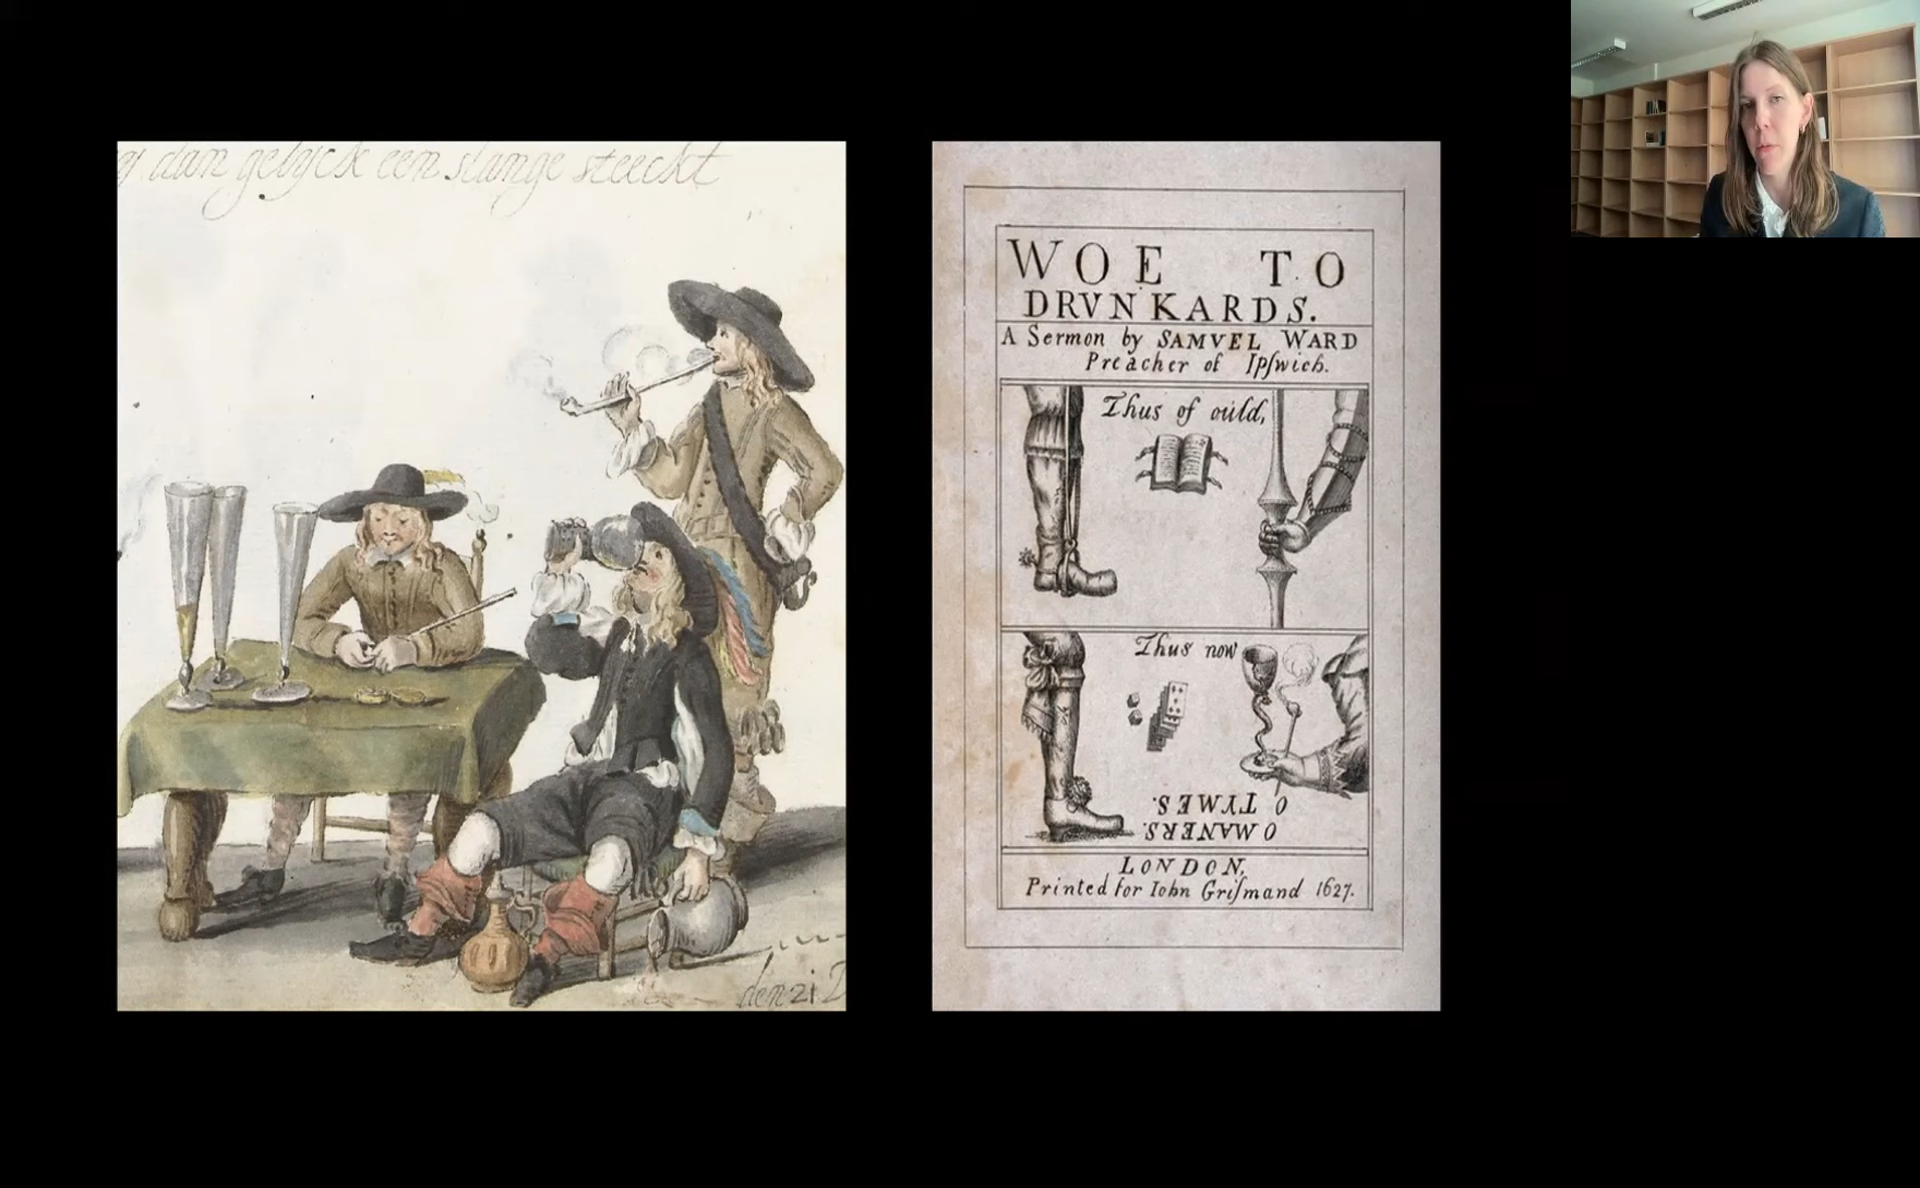 dan gelyck een slange steeckt
den 21
WOE TO
DRVNKARDS.
A Sermon by SAMVEL WARD
Preacher of Ipſwich.
Thus of ould,
Thus now
O TYMES.
O MANERS.
LONDON,
Printed for Iohn Griſmand 1627.